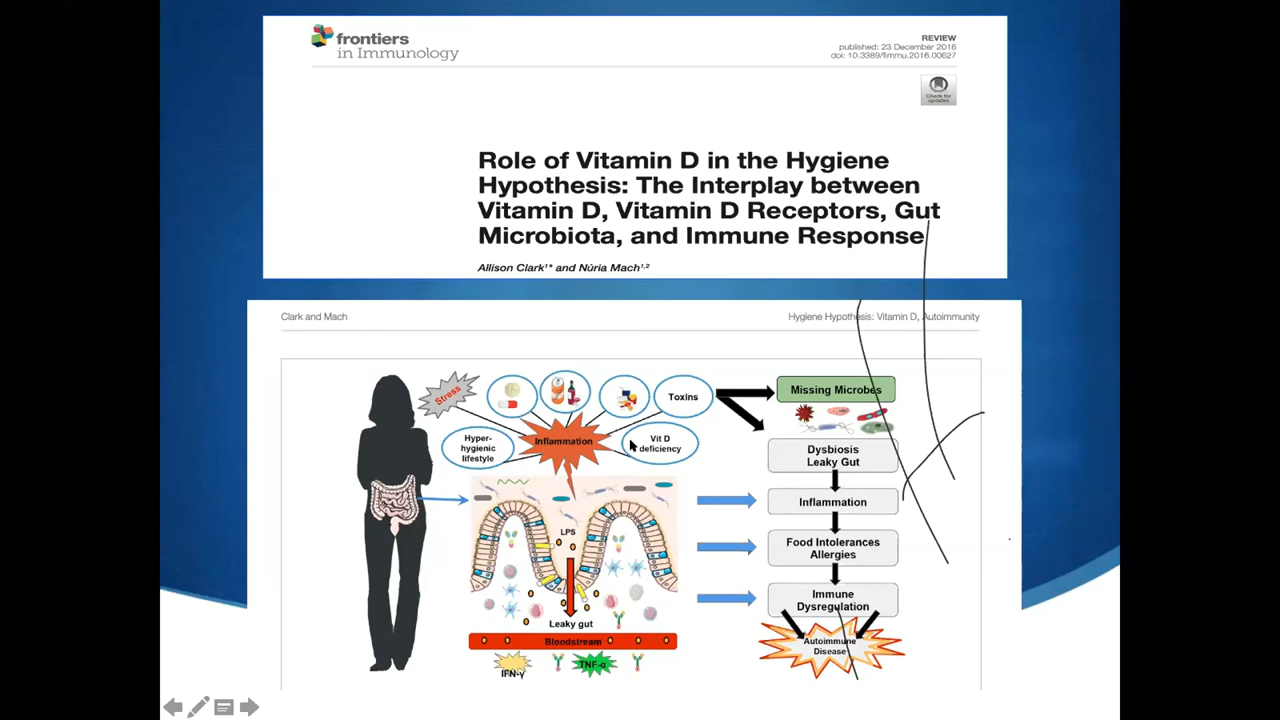 frontiers
in Immunology
REVIEW
published: 23 December 2016
doi: 10.3389/fimmu.2016.00627
Check for
updates
Role of Vitamin D in the Hygiene
Hypothesis: The Interplay between
Vitamin D, Vitamin D Receptors, Gut
Microbiota, and Immune Response
Allison Clark1* and Núria Mach1,2
Clark and Mach
Hygiene Hypothesis: Vitamin D, Autoimmunity
Stress
Toxins
Missing Microbes
Hyper-
hygienic
lifestyle
Inflammation
Vit D
deficiency
Dysbiosis
Leaky Gut
Inflammation
LPS
Food Intolerances
Allergies
Immune
Dysregulation
Leaky gut
Bloodstream
Autoimmune
Disease
IFN-γ
TNF-α